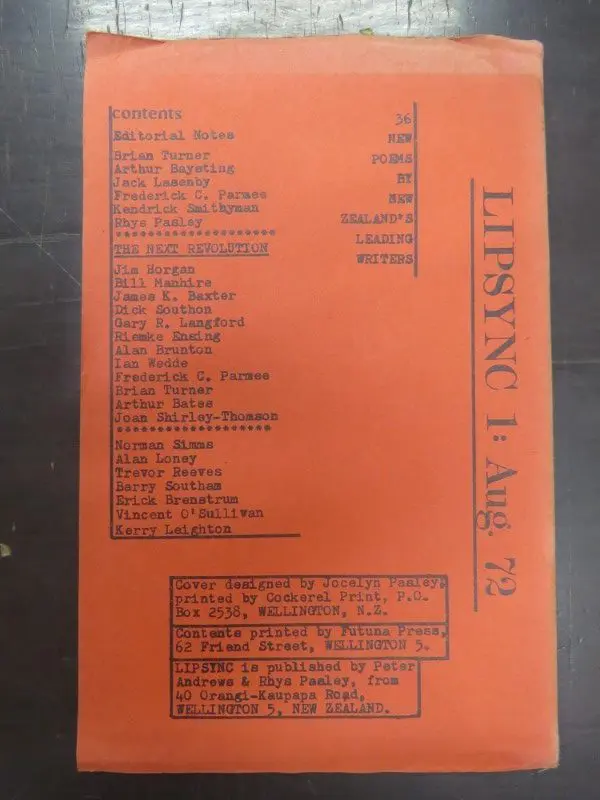 contents
Editorial Notes
Brian Turner
Arthur Baysting
Jack Lasenby
Frederick C. Parmee
Kendrick Smithyman
Rhys Pasley
THE NEXT REVOLUTION
Jim Horgan
Bill Manhire
James K. Baxter
Dick Southon
Gary R. Langford
Riemke Ensing
Alan Brunton
Ian Wedde
Frederick C. Parmee
Brian Turner
Arthur Bates
Joan Shirley-Thomson
Norman Simms
Alan Loney
Trevor Reeves
Barry Southam
Erick Brenstrum
Vincent O'Sullivan
Kerry Leighton
36
NEW
POEMS
BY
NEW
ZEALAND'S
LEADING
WRITERS
LIPSYNC 1: Aug. 72
Cover designed by Jocelyn Pasley,
printed by Cockerel Print, P.O.
Box 2538, WELLINGTON, N.Z.
Contents printed by Futuna Press,
62 Friend Street, WELLINGTON 5.
LIPSYNC is published by Peter
Andrews & Rhys Pasley, from
40 Orangi-Kaupapa Road,
WELLINGTON 5, NEW ZEALAND.